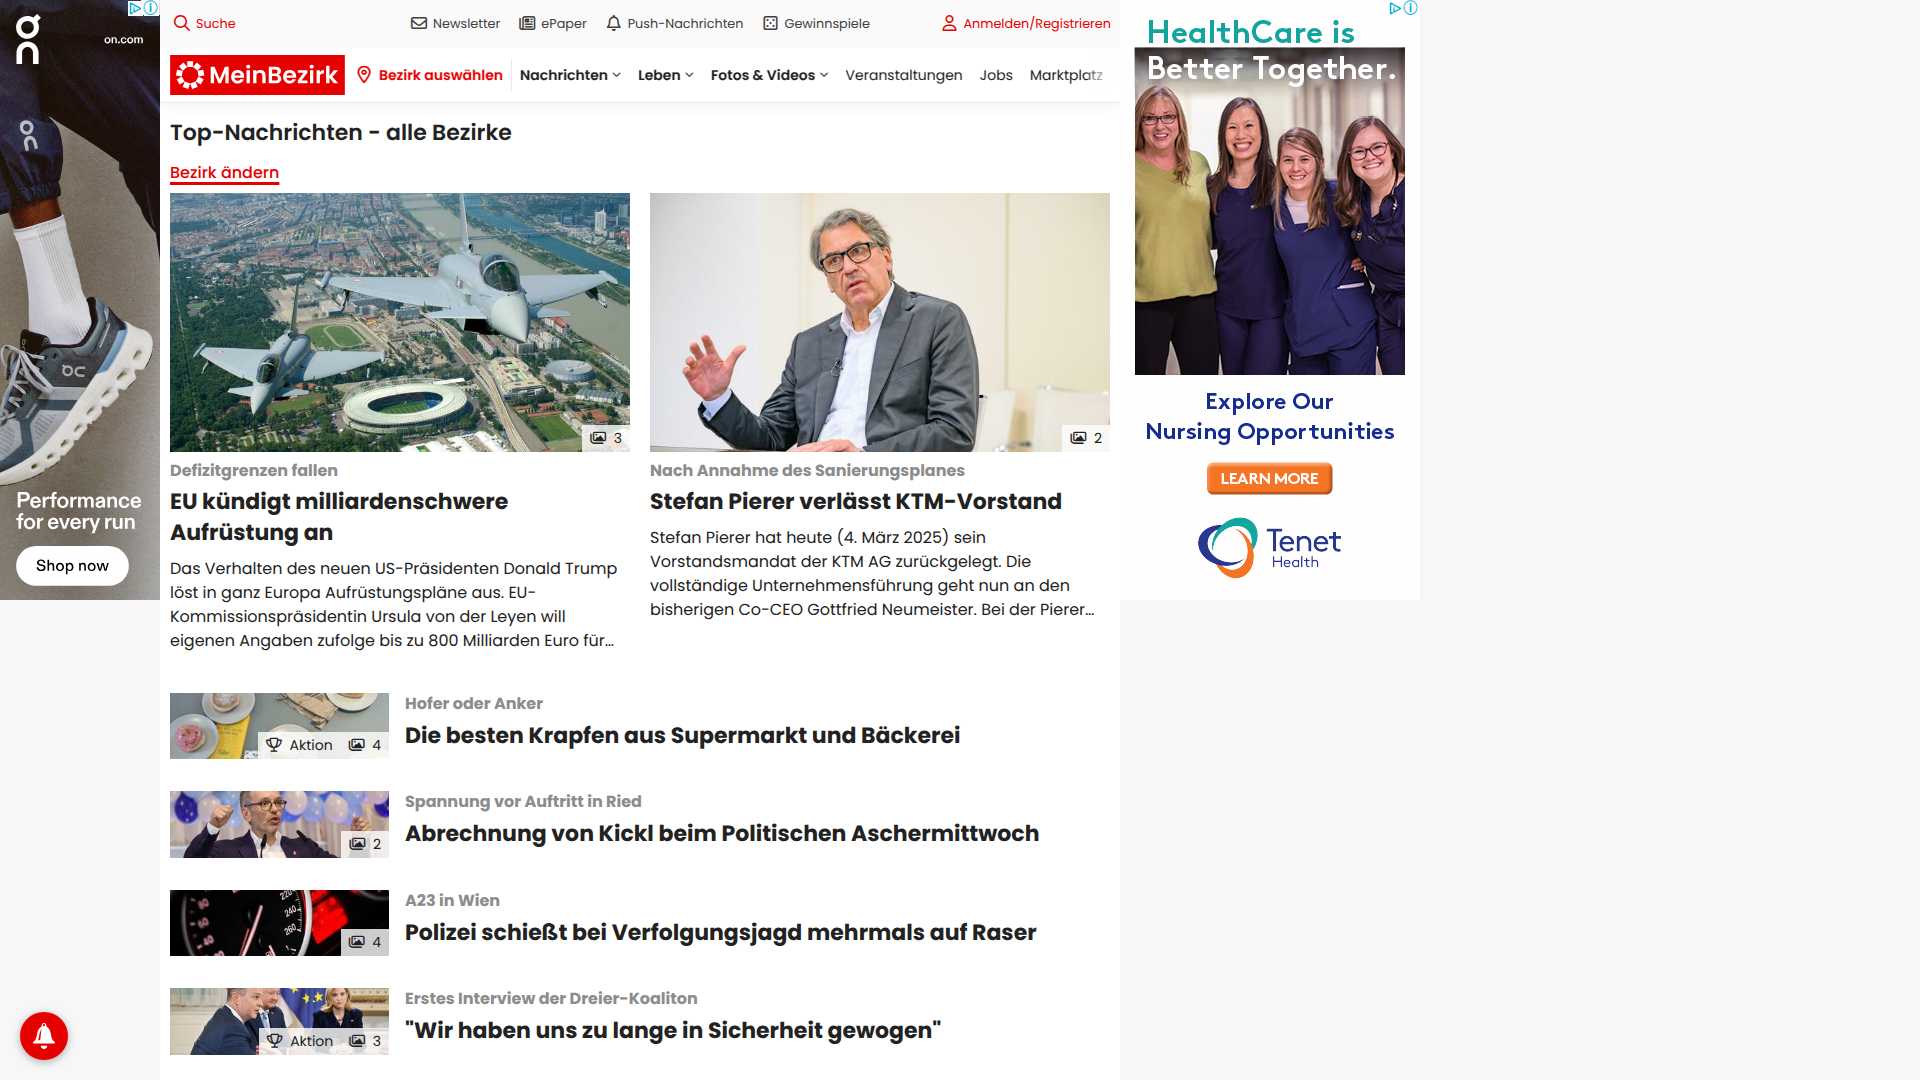 Suche
Newsletter
ePaper
Push-Nachrichten
Gewinnspiele
Anmelden/Registrieren
MeinBezirk
Bezirk auswählen
Nachrichten
Leben
Fotos & Videos
Veranstaltungen
Jobs
Marktplatz
on.com
on
Performance
for every run
Shop now
Top-Nachrichten - alle Bezirke
Bezirk ändern
3
Defizitgrenzen fallen
EU kündigt milliardenschwere
Aufrüstung an
Das Verhalten des neuen US-Präsidenten Donald Trump
löst in ganz Europa Aufrüstungspläne aus. EU-
Kommissionspräsidentin Ursula von der Leyen will
eigenen Angaben zufolge bis zu 800 Milliarden Euro für...
2
Nach Annahme des Sanierungsplanes
Stefan Pierer verlässt KTM-Vorstand
Stefan Pierer hat heute (4. März 2025) sein
Vorstandsmandat der KTM AG zurückgelegt. Die
vollständige Unternehmensführung geht nun an den
bisherigen Co-CEO Gottfried Neumeister. Bei der Pierer...
Aktion 4
Hofer oder Anker
Die besten Krapfen aus Supermarkt und Bäckerei
2
Spannung vor Auftritt in Ried
Abrechnung von Kickl beim Politischen Aschermittwoch
220
240
260
4
A23 in Wien
Polizei schießt bei Verfolgungsjagd mehrmals auf Raser
Aktion 3
Erstes Interview der Dreier-Koaliton
"Wir haben uns zu lange in Sicherheit gewogen"
HealthCare is
Better Together.
Explore Our
Nursing Opportunities
LEARN MORE
Tenet
Health